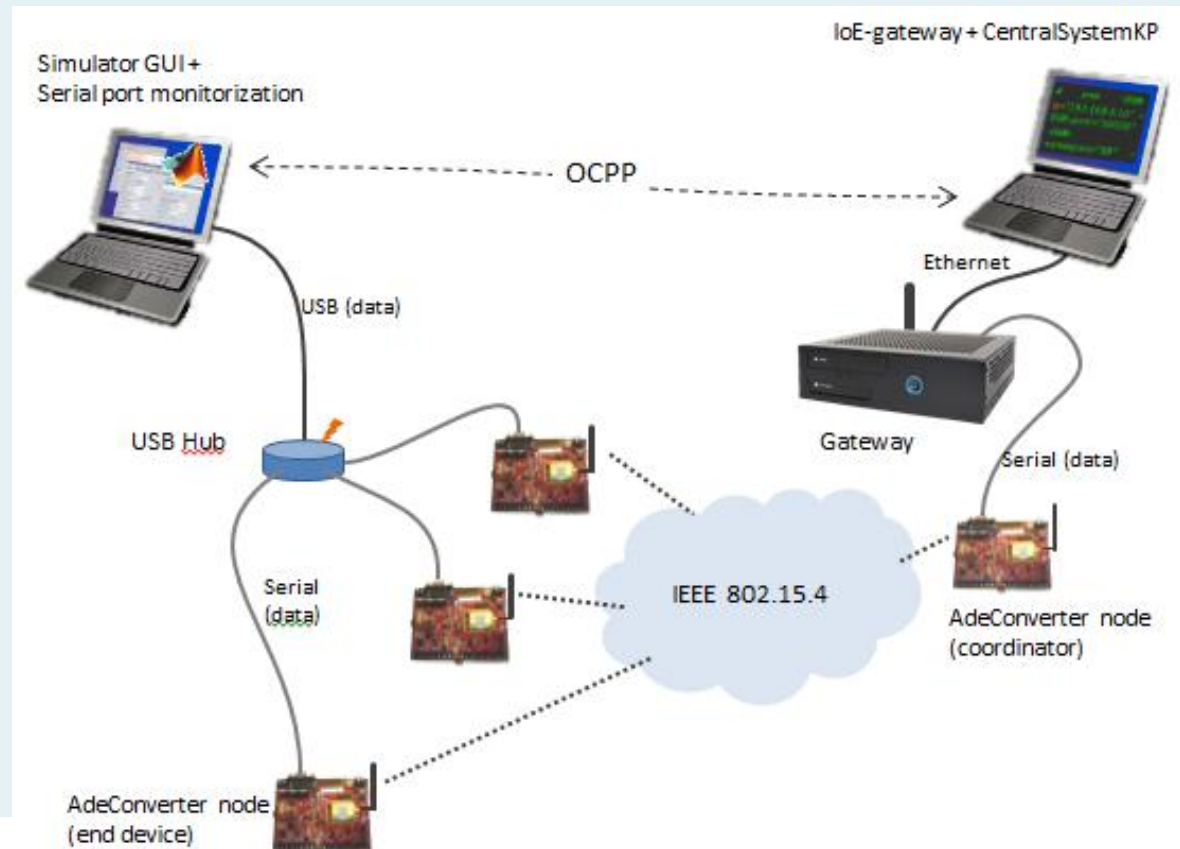 IoE-gateway + CentralSystemKP
Simulator GUI +
Serial port monitorization
OCPP
Ethernet
USB (data)
USB Hub
Gateway
Serial (data)
Serial
(data)
IEEE 802.15.4
AdeConverter node
(coordinator)
AdeConverter node
(end device)